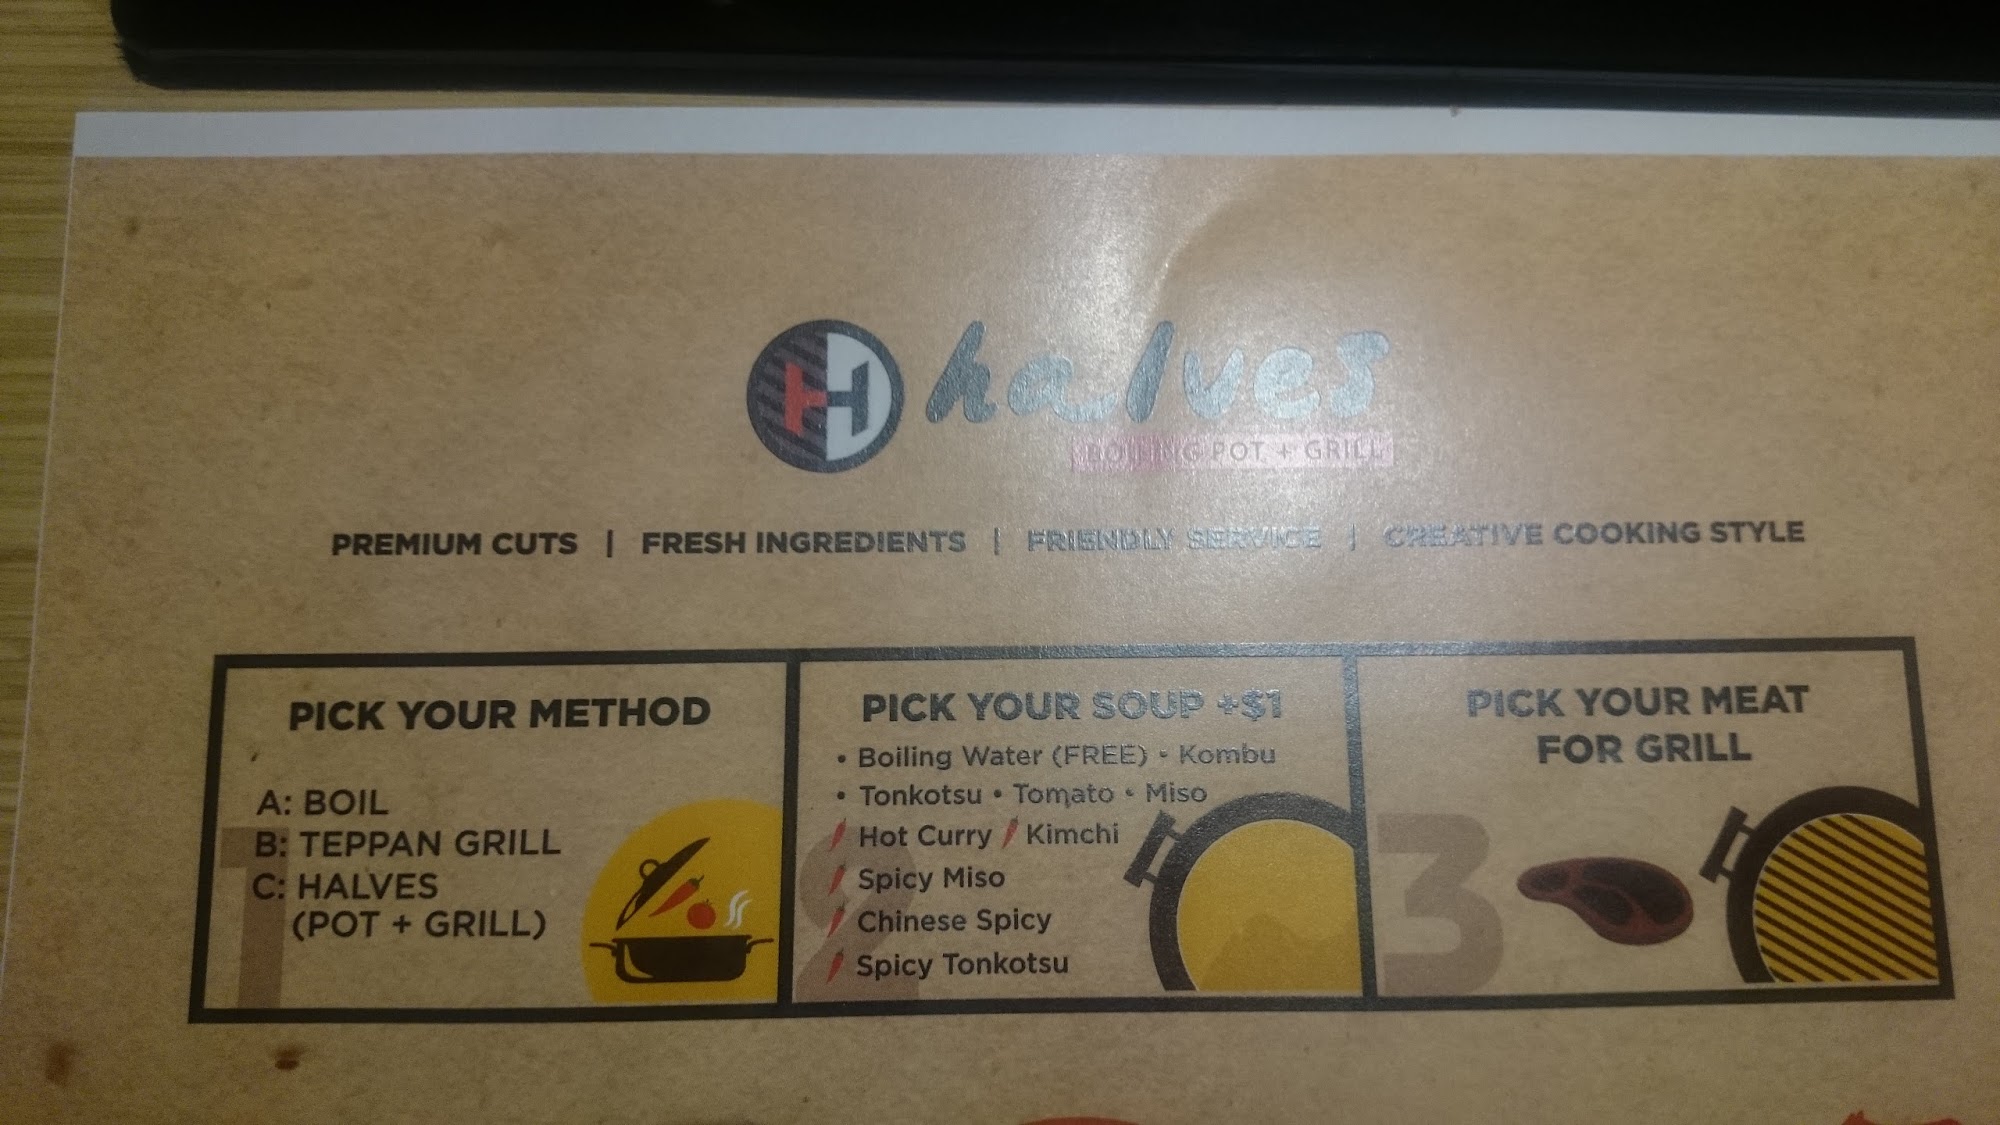 H halves
BOILING POT + GRILL
PREMIUM CUTS | FRESH INGREDIENTS | FRIENDLY SERVICE | CREATIVE COOKING STYLE
1
PICK YOUR METHOD
A: BOIL
B: TEPPAN GRILL
C: HALVES
(POT + GRILL)
2
PICK YOUR SOUP +$1
• Boiling Water (FREE) • Kombu
• Tonkotsu • Tomato • Miso
Hot Curry Kimchi
Spicy Miso
Chinese Spicy
Spicy Tonkotsu
3
PICK YOUR MEAT
FOR GRILL